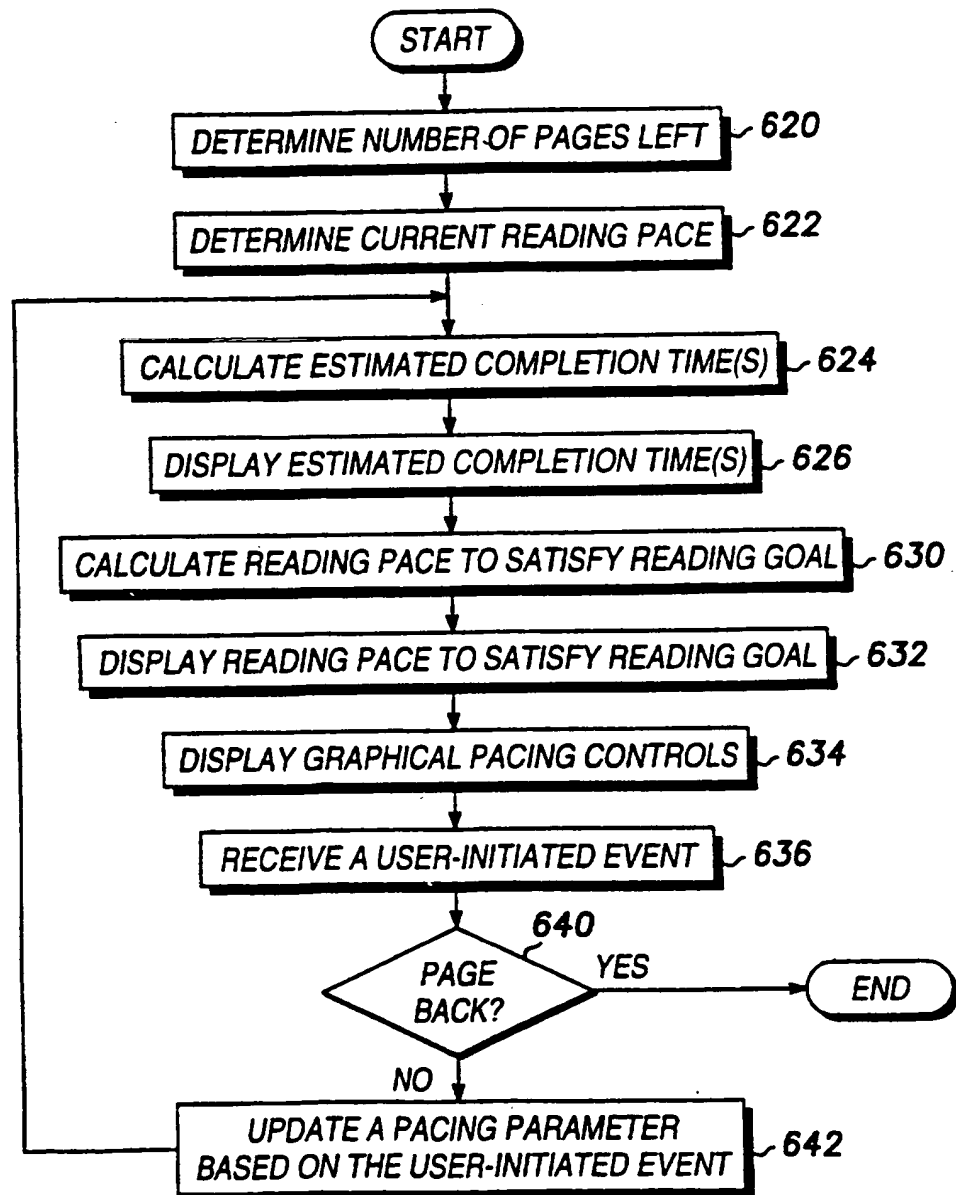 START
DETERMINE NUMBER OF PAGES LEFT
620
DETERMINE CURRENT READING PACE
622
CALCULATE ESTIMATED COMPLETION TIME(S)
624
DISPLAY ESTIMATED COMPLETION TIME(S)
626
CALCULATE READING PACE TO SATISFY READING GOAL
630
DISPLAY READING PACE TO SATISFY READING GOAL
632
DISPLAY GRAPHICAL PACING CONTROLS
634
RECEIVE A USER-INITIATED EVENT
636
640
PAGE
BACK?
YES
END
NO
UPDATE A PACING PARAMETER
BASED ON THE USER-INITIATED EVENT
642